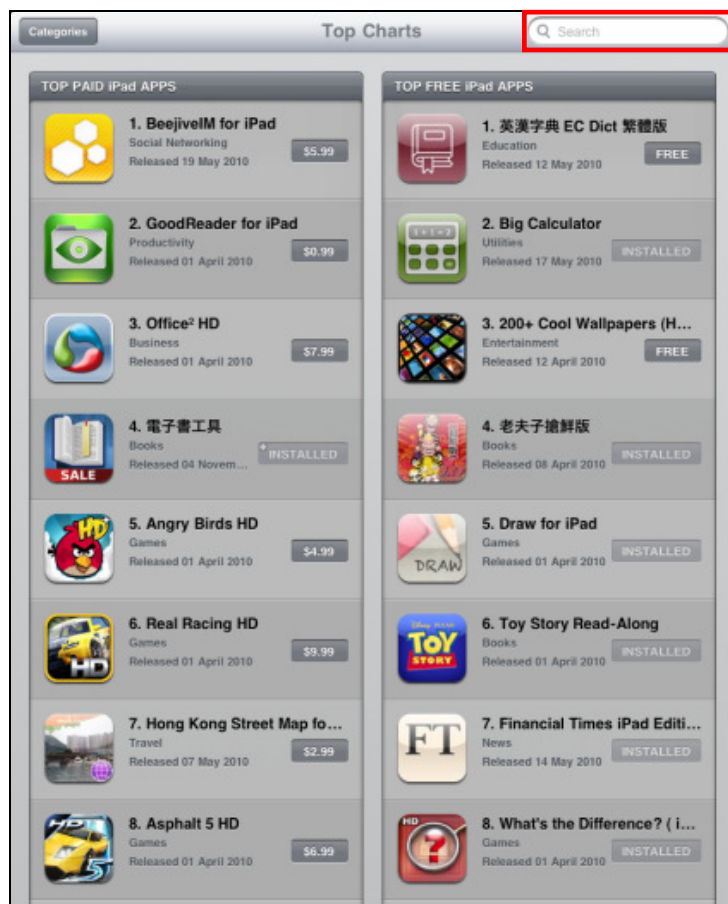 Categories
Top Charts
Search
TOP PAID iPad APPS
1. BeejiveIM for iPad
Social Networking
Released 19 May 2010
$5.99
2. GoodReader for iPad
Productivity
Released 01 April 2010
$0.99
3. Office² HD
Business
Released 01 April 2010
$7.99
4. 電子書工具
Books
Released 04 Novem...
+INSTALLED
SALE
5. Angry Birds HD
Games
Released 01 April 2010
$4.99
HD
6. Real Racing HD
Games
Released 01 April 2010
$9.99
HD
7. Hong Kong Street Map fo...
Travel
Released 07 May 2010
$2.99
8. Asphalt 5 HD
Games
Released 01 April 2010
$6.99
HD
5
TOP FREE iPad APPS
1. 英漢字典 EC Dict 繁體版
Education
Released 12 May 2010
FREE
2. Big Calculator
Utilities
Released 17 May 2010
INSTALLED
3+1=?
3. 200+ Cool Wallpapers (H...
Entertainment
Released 12 April 2010
FREE
4. 老夫子搶鮮版
Books
Released 08 April 2010
INSTALLED
5. Draw for iPad
Games
Released 01 April 2010
INSTALLED
DRAW
6. Toy Story Read-Along
Books
Released 01 April 2010
INSTALLED
Disney PIXAR
TOY
STORY
7. Financial Times iPad Editi...
News
Released 14 May 2010
INSTALLED
FT
8. What's the Difference? ( i...
Games
Released 01 April 2010
INSTALLED
HD
?